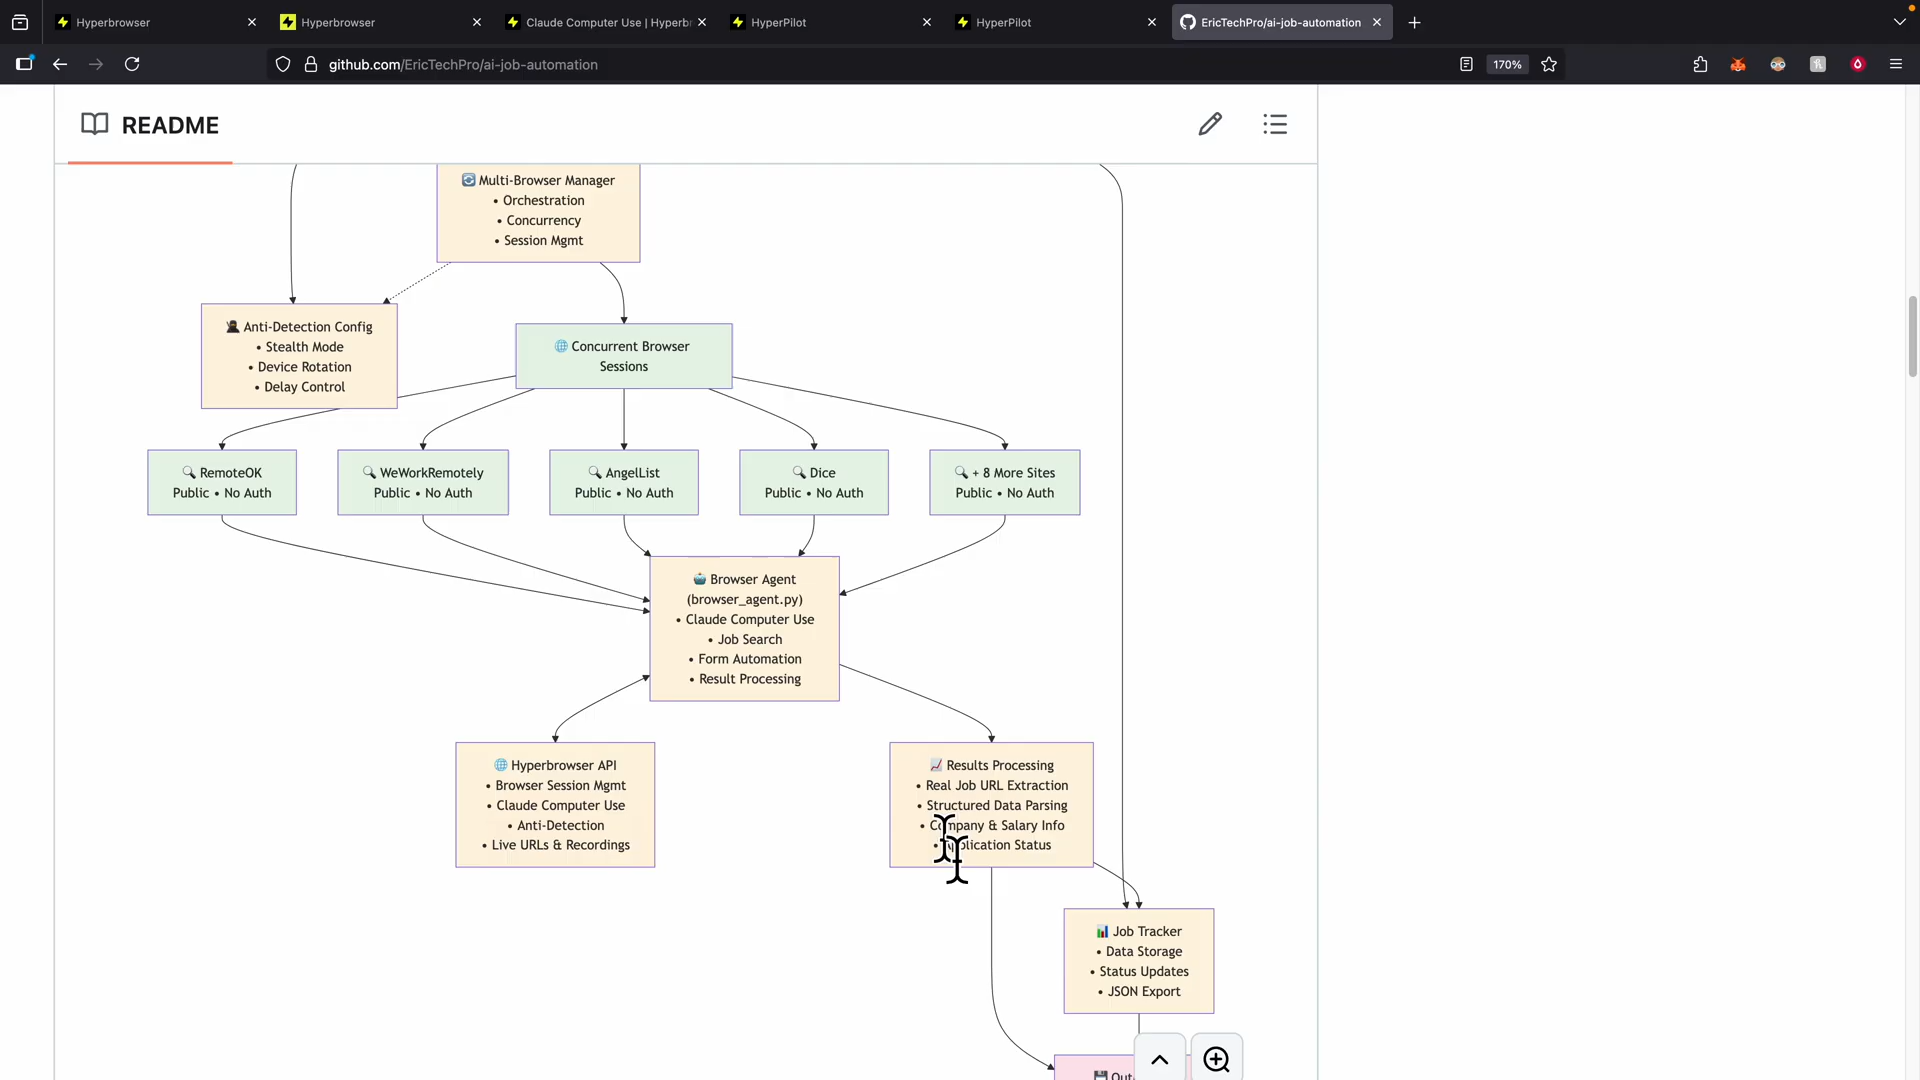 Hyperbrowser
Hyperbrowser
Claude Computer Use | Hyperb
HyperPilot
HyperPilot
EricTechPro/ai-job-automation
github.com/EricTechPro/ai-job-automation
170%
README
Multi-Browser Manager
• Orchestration
• Concurrency
• Session Mgmt
Anti-Detection Config
• Stealth Mode
• Device Rotation
• Delay Control
Concurrent Browser
Sessions
RemoteOK
Public • No Auth
WeWorkRemotely
Public • No Auth
AngelList
Public • No Auth
Dice
Public • No Auth
+ 8 More Sites
Public • No Auth
Browser Agent
(browser_agent.py)
• Claude Computer Use
• Job Search
• Form Automation
• Result Processing
Hyperbrowser API
• Browser Session Mgmt
• Claude Computer Use
• Anti-Detection
• Live URLs & Recordings
Results Processing
• Real Job URL Extraction
• Structured Data Parsing
• Company & Salary Info
• Application Status
Job Tracker
• Data Storage
• Status Updates
• JSON Export